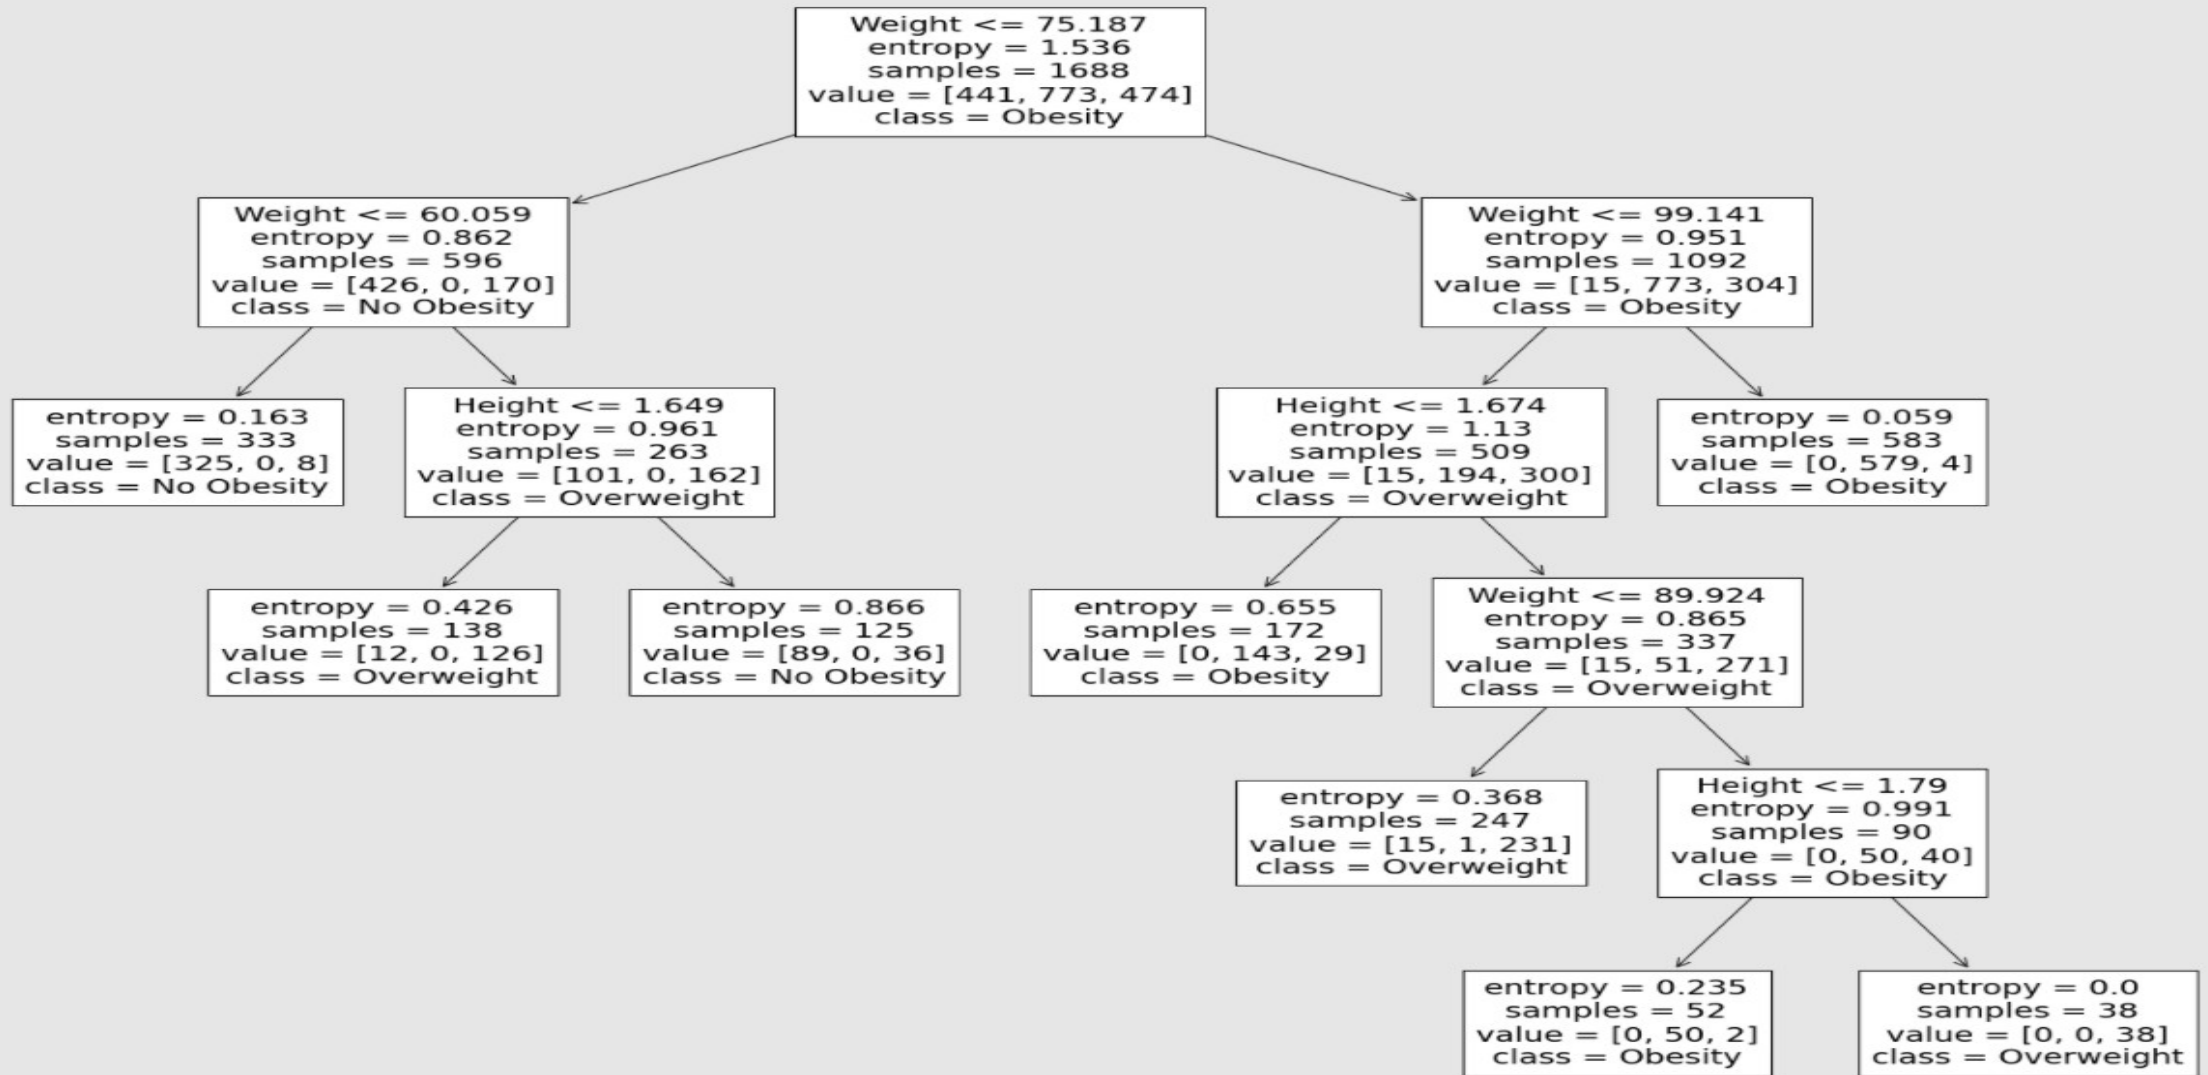 Weight <= 75.187
entropy = 1.536
samples = 1688
value = [441, 773, 474]
class = Obesity
Weight <= 60.059
entropy = 0.862
samples = 596
value = [426, 0, 170]
class = No Obesity
Weight <= 99.141
entropy = 0.951
samples = 1092
value = [15, 773, 304]
class = Obesity
entropy = 0.163
samples = 333
value = [325, 0, 8]
class = No Obesity
Height <= 1.649
entropy = 0.961
samples = 263
value = [101, 0, 162]
class = Overweight
Height <= 1.674
entropy = 1.13
samples = 509
value = [15, 194, 300]
class = Overweight
entropy = 0.059
samples = 583
value = [0, 579, 4]
class = Obesity
entropy = 0.426
samples = 138
value = [12, 0, 126]
class = Overweight
entropy = 0.866
samples = 125
value = [89, 0, 36]
class = No Obesity
entropy = 0.655
samples = 172
value = [0, 143, 29]
class = Obesity
Weight <= 89.924
entropy = 0.865
samples = 337
value = [15, 51, 271]
class = Overweight
entropy = 0.368
samples = 247
value = [15, 1, 231]
class = Overweight
Height <= 1.79
entropy = 0.991
samples = 90
value = [0, 50, 40]
class = Obesity
entropy = 0.235
samples = 52
value = [0, 50, 2]
class = Obesity
entropy = 0.0
samples = 38
value = [0, 0, 38]
class = Overweight